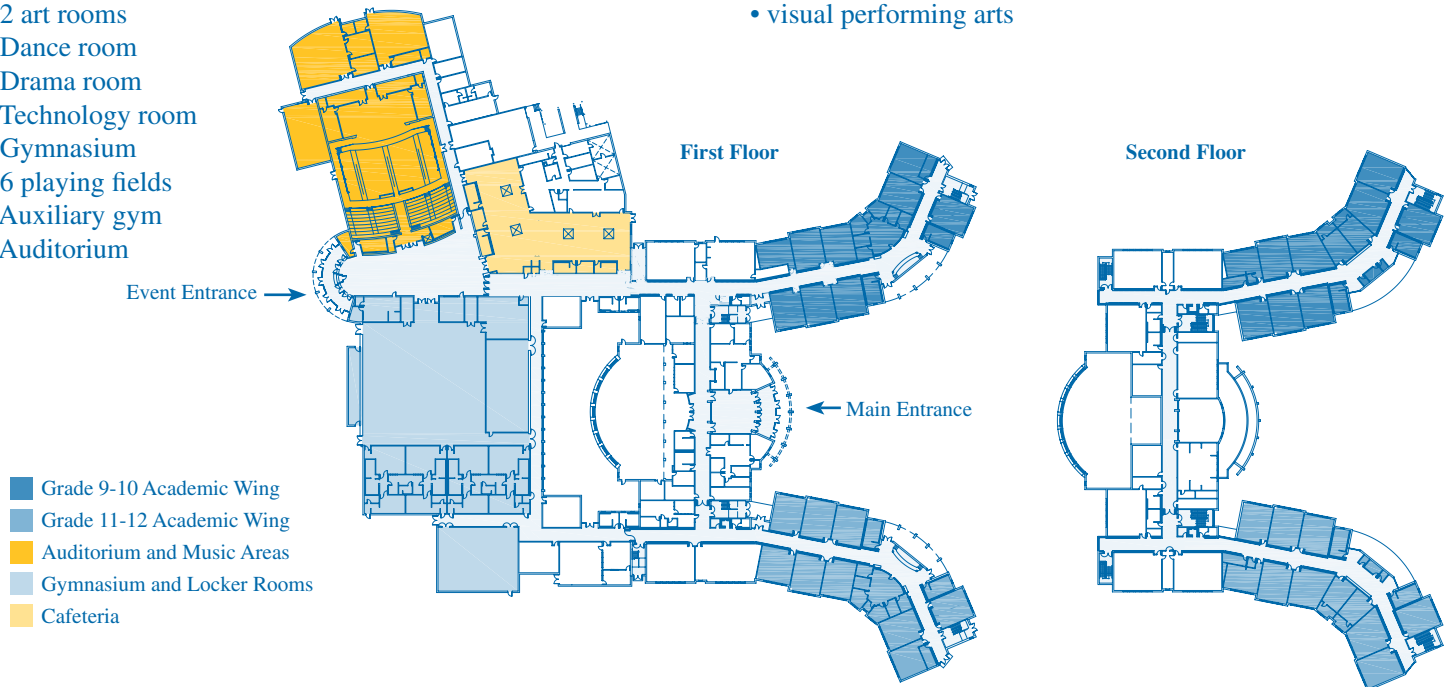 2 art rooms
Dance room
Drama room
Technology room
Gymnasium
6 playing fields
Auxiliary gym
Auditorium
• visual performing arts
First Floor
Second Floor
Event Entrance
Main Entrance
Grade 9-10 Academic Wing
Grade 11-12 Academic Wing
Auditorium and Music Areas
Gymnasium and Locker Rooms
Cafeteria